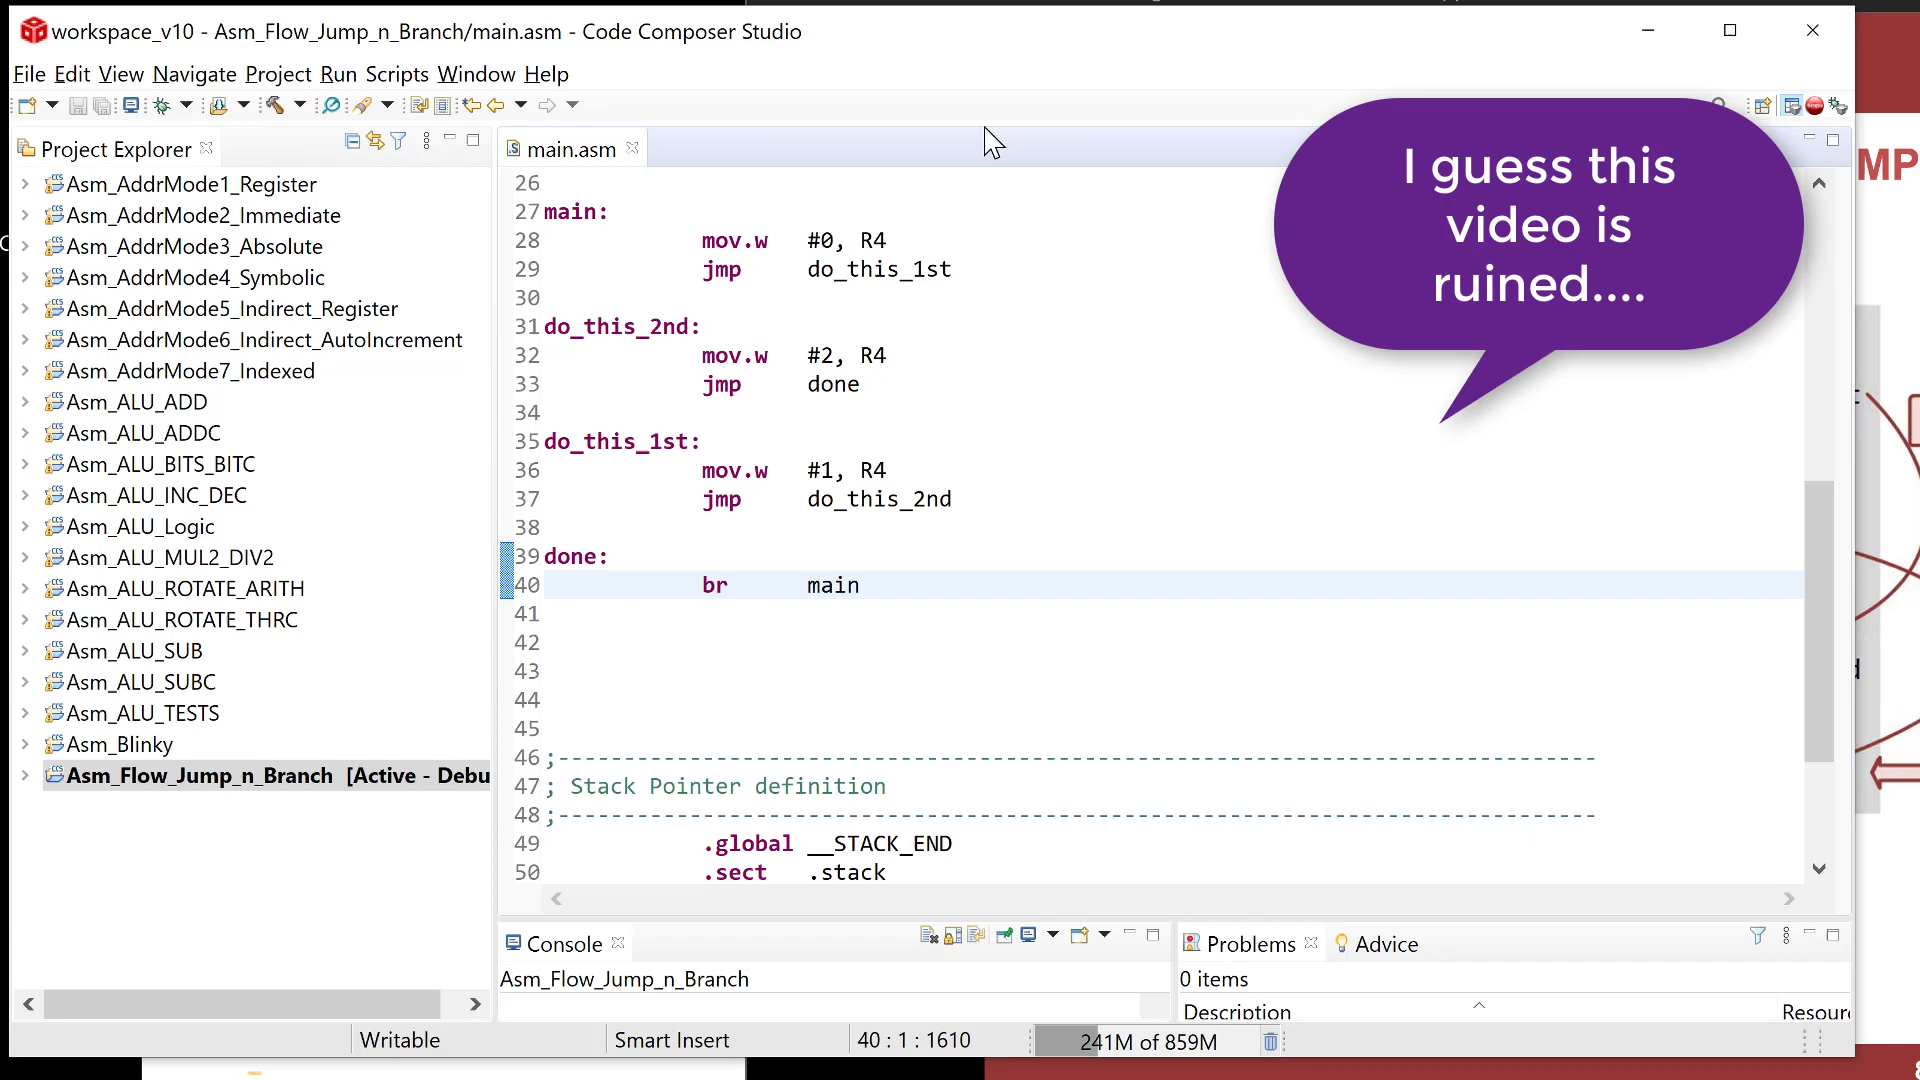 workspace_v10 - Asm_Flow_Jump_n_Branch/main.asm - Code Composer Studio
File Edit View Navigate Project Run Scripts Window Help
I guess this
video is
ruined....
MP
Project Explorer
Asm_AddrMode1_Register
Asm_AddrMode2_Immediate
Asm_AddrMode3_Absolute
Asm_AddrMode4_Symbolic
Asm_AddrMode5_Indirect_Register
Asm_AddrMode6_Indirect_AutoIncrement
Asm_AddrMode7_Indexed
Asm_ALU_ADD
Asm_ALU_ADDC
Asm_ALU_BITS_BITC
Asm_ALU_INC_DEC
Asm_ALU_Logic
Asm_ALU_MUL2_DIV2
Asm_ALU_ROTATE_ARITH
Asm_ALU_ROTATE_THRC
Asm_ALU_SUB
Asm_ALU_SUBC
Asm_ALU_TESTS
Asm_Blinky
Asm_Flow_Jump_n_Branch [Active - Debu
main.asm
26
27 main:
28 mov.w #0, R4
29 jmp do_this_1st
30
31 do_this_2nd:
32 mov.w #2, R4
33 jmp done
34
35 do_this_1st:
36 mov.w #1, R4
37 jmp do_this_2nd
38
39 done:
40 br main
41
42
43
44
45
46 ;-------------------------------------------------------------------------------
47 ; Stack Pointer definition
48 ;-------------------------------------------------------------------------------
49 .global __STACK_END
50 .sect .stack
Console
Asm_Flow_Jump_n_Branch
Problems Advice
0 items
Description Resour
Writable Smart Insert 40 : 1 : 1610 241M of 859M